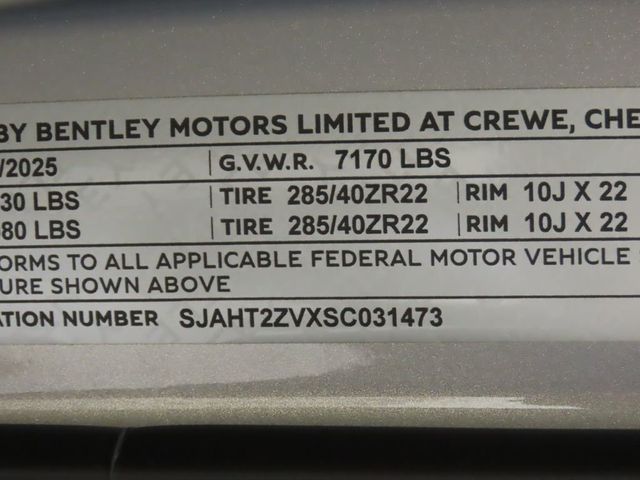 BY BENTLEY MOTORS LIMITED AT CREWE, CHE
/2025 G.V.W.R. 7170 LBS
30 LBS TIRE 285/40ZR22 RIM 10J X 22
80 LBS TIRE 285/40ZR22 RIM 10J X 22
ORMS TO ALL APPLICABLE FEDERAL MOTOR VEHICLE
URE SHOWN ABOVE
ATION NUMBER SJAHT2ZVXSC031473